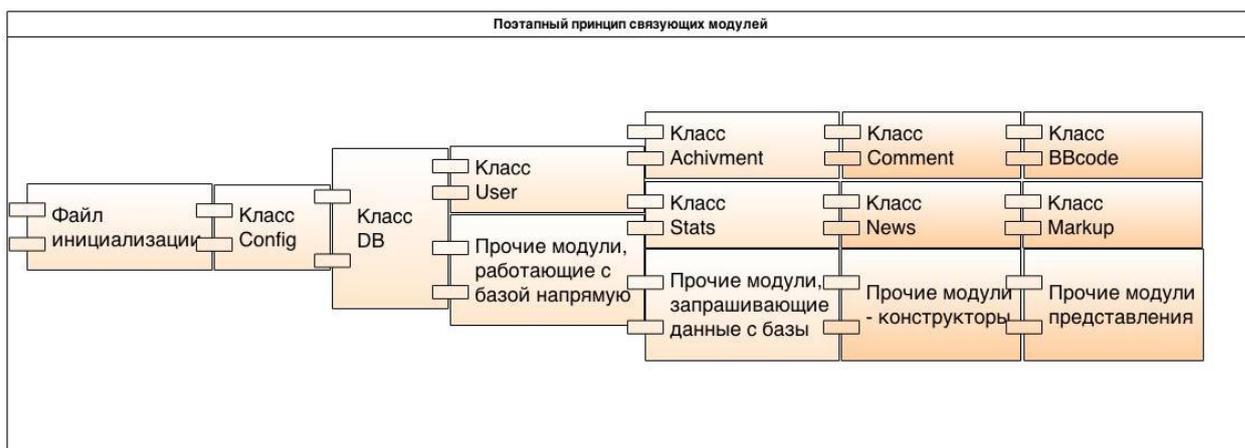 Поэтапный принцип связующих модулей
Файл
инициализации
Класс
Config
Класс
DB
Класс
User
Прочие модули,
работающие с
базой напрямую
Класс
Achivment
Класс
Stats
Прочие модули,
запрашивающие
данные с базы
Класс
Comment
Класс
News
Прочие модули
- конструкторы
Класс
BBcode
Класс
Markup
Прочие модули
представления